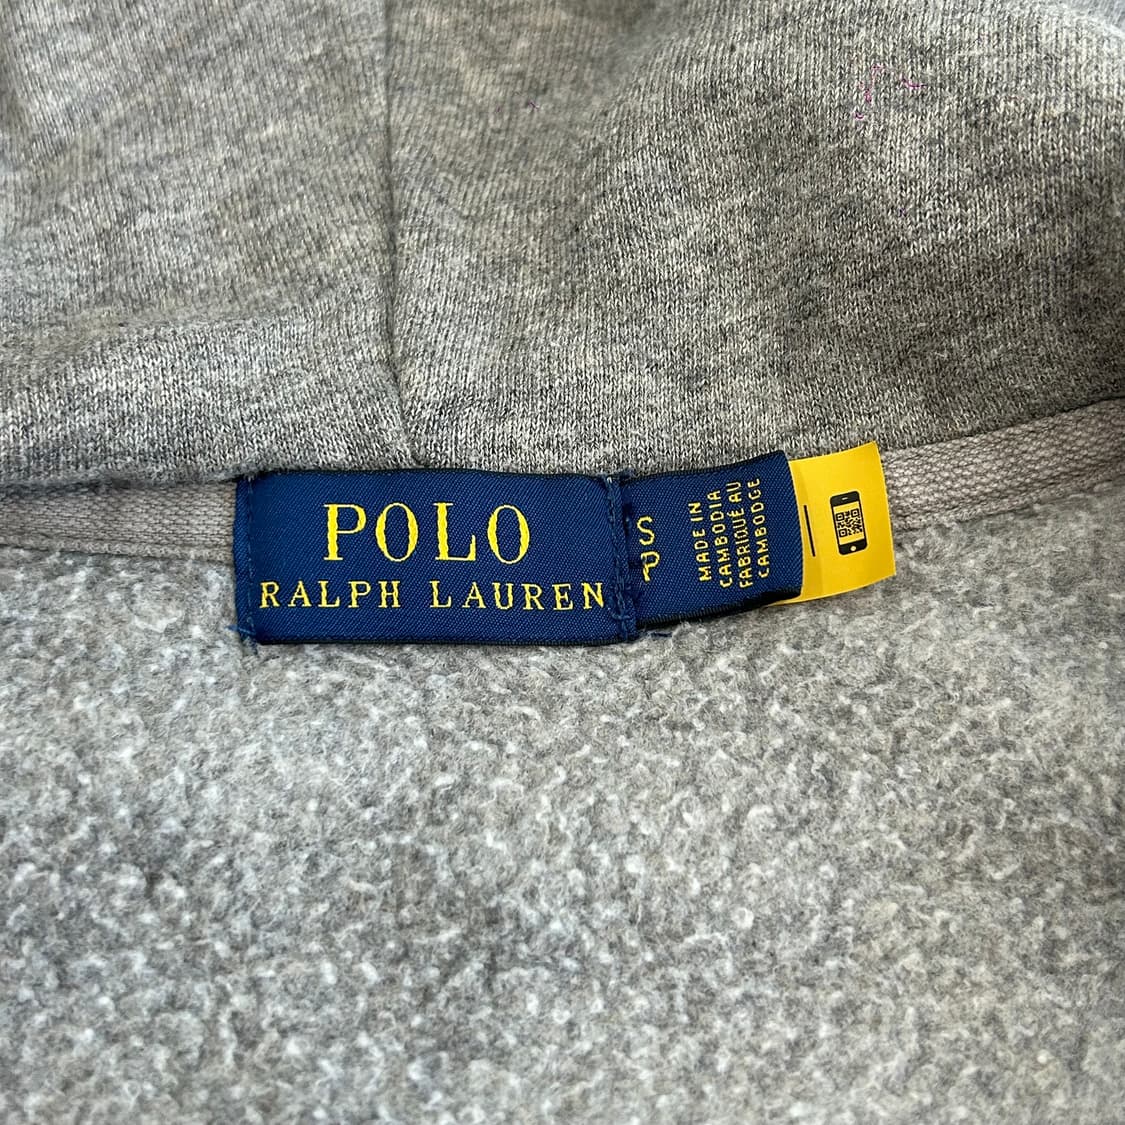 POLO
RALPH LAUREN
S
P
MADE IN
CAMBODIA
FABRIQUÉ AU
CAMBODGE